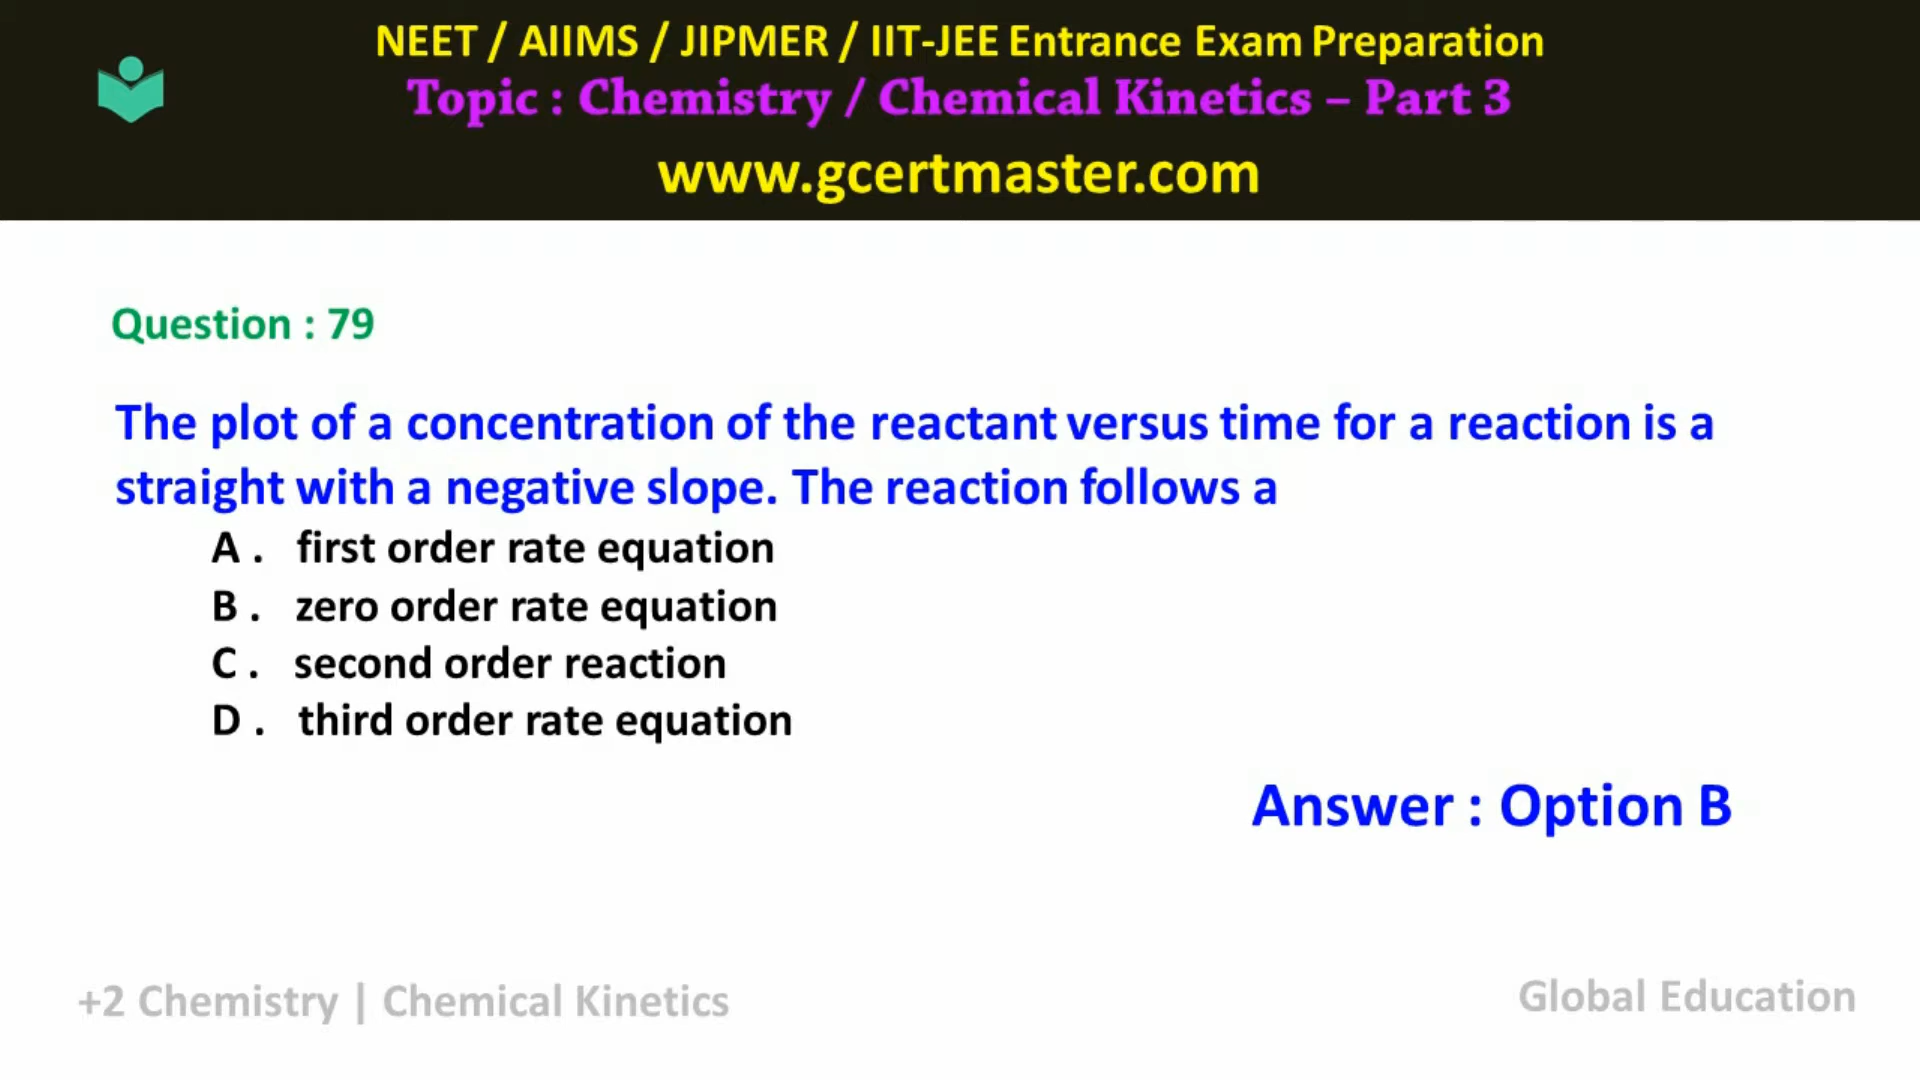 NEET / AIIMS / JIPMER / IIT-JEE Entrance Exam Preparation
Topic : Chemistry / Chemical Kinetics – Part 3
www.gcertmaster.com
Question : 79
The plot of a concentration of the reactant versus time for a reaction is a
straight with a negative slope. The reaction follows a
A . first order rate equation
B . zero order rate equation
C . second order reaction
D . third order rate equation
Answer : Option B
+2 Chemistry | Chemical Kinetics
Global Education